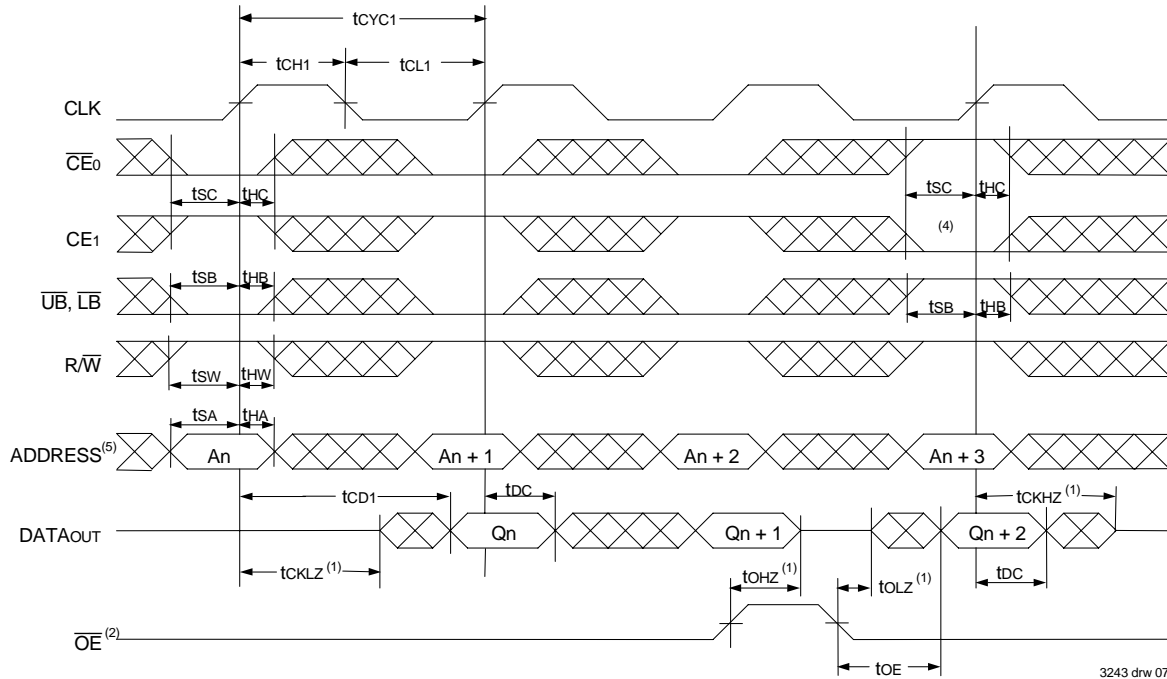 tCYC1
tCH1 tCL1
CLK
CE0
tSC tHC tSC tHC
CE1 (4)
tSB tHB
UB, LB tSB tHB
R/W
tSW tHW
tSA tHA
ADDRESS(5) An An + 1 An + 2 An + 3
tCD1 tDC tCKHZ (1)
DATAOUT Qn Qn + 1 Qn + 2
tCKLZ (1) tOHZ (1) tOLZ (1) tDC
OE (2)
tOE
3243 drw 07